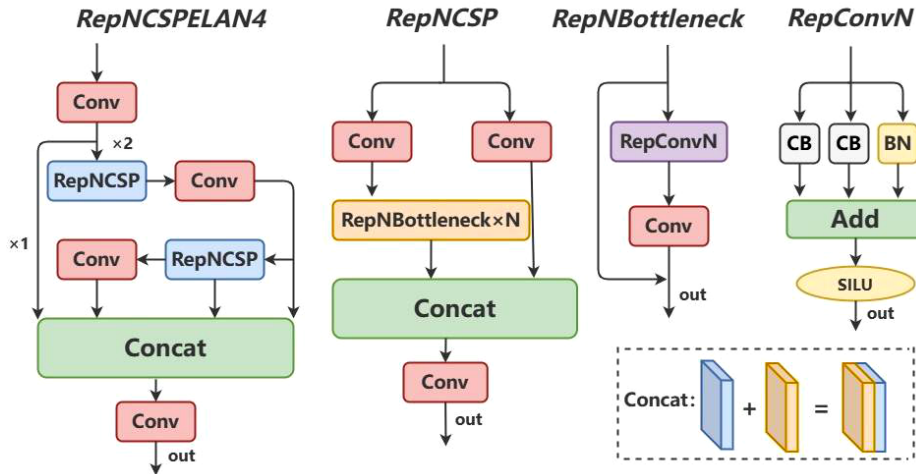 RepNCSPELAN4
Conv
×2
RepNCSP
Conv
×1
Conv
RepNCSP
Concat
Conv
out
RepNCSP
Conv
Conv
RepNBottleneck×N
Concat
Conv
out
RepNBottleneck
RepConvN
Conv
out
RepConvN
CB
CB
BN
Add
SILU
out
Concat:
+
=